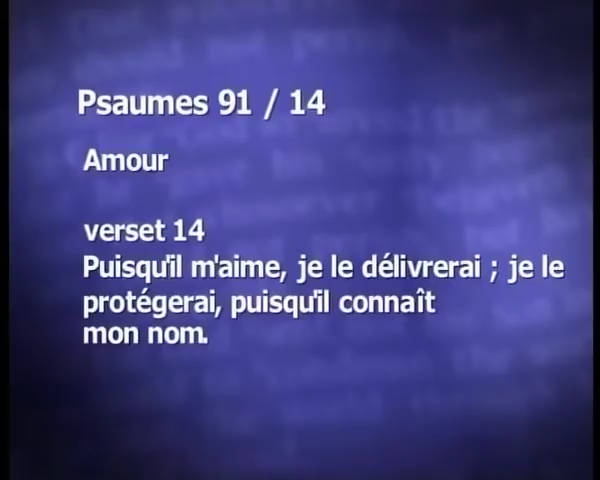 Psaumes 91 / 14
Amour
verset 14
Puisqu'il m'aime, je le délivrerai ; je le
protégerai, puisqu'il connaît
mon nom.